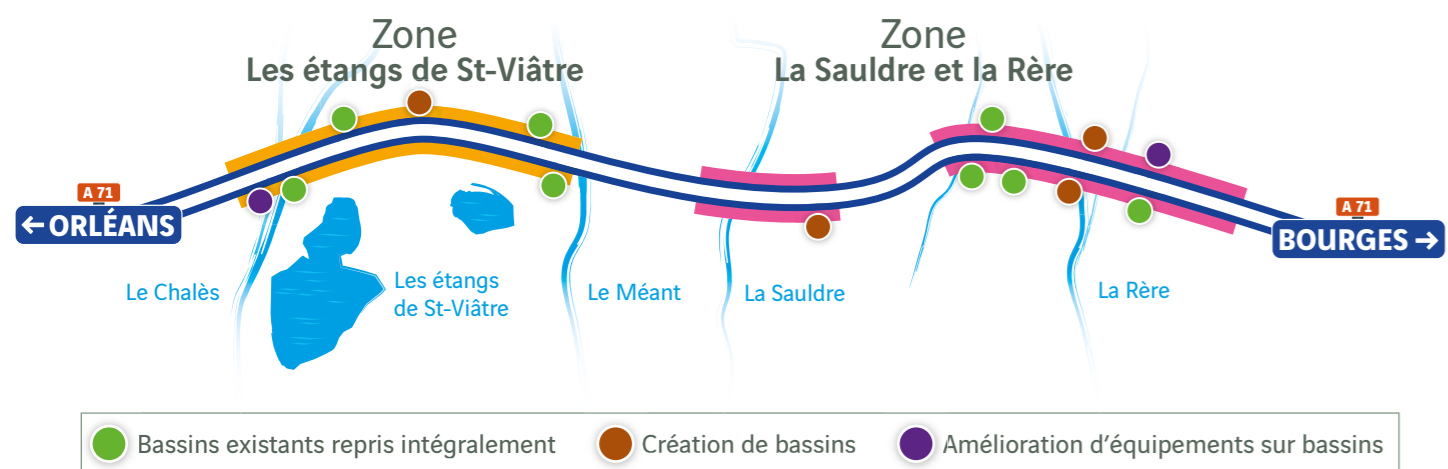 Zone
Les étangs de St-Viâtre
Zone
La Sauldre et la Rère
A 71
← ORLÉANS
A 71
BOURGES →
Le Chalès
Les étangs
de St-Viâtre
Le Méant
La Sauldre
La Rère
Bassins existants repris intégralement
Création de bassins
Amélioration d'équipements sur bassins